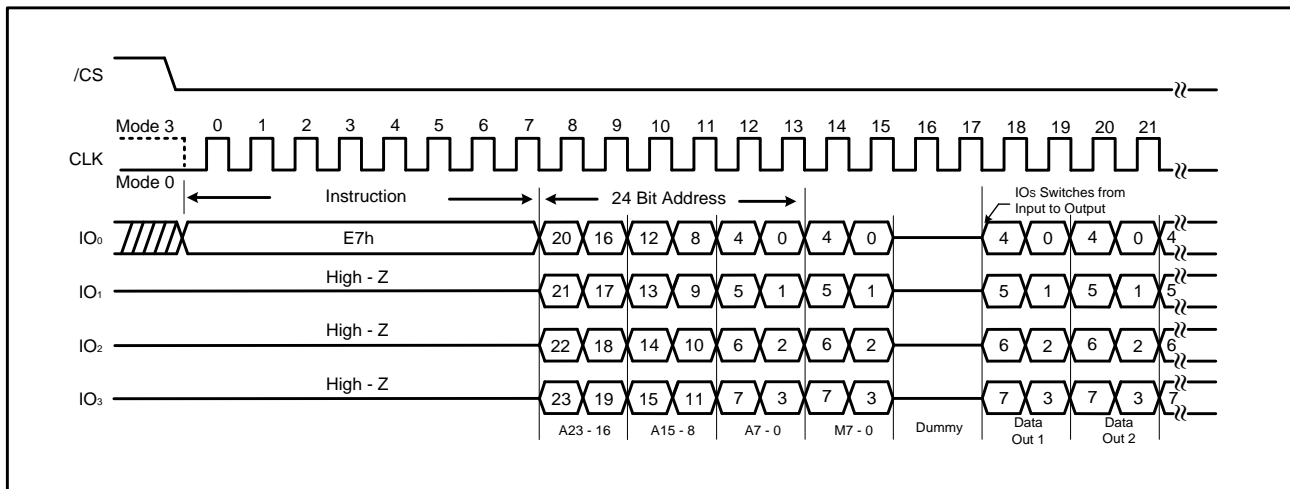 /CS
Mode 3 0 1 2 3 4 5 6 7 8 9 10 11 12 13 14 15 16 17 18 19 20 21
CLK
Mode 0
Instruction
24 Bit Address
IOs Switches from
Input to Output
IO0 E7h 20 16 12 8 4 0 4 0 4 0 4 0 4
IO1 High - Z 21 17 13 9 5 1 5 1 5 1 5 1 5
IO2 High - Z 22 18 14 10 6 2 6 2 6 2 6 2 6
IO3 High - Z 23 19 15 11 7 3 7 3 7 3 7 3 7
A23 - 16 A15 - 8 A7 - 0 M7 - 0 Dummy
Data
Out 1
Data
Out 2